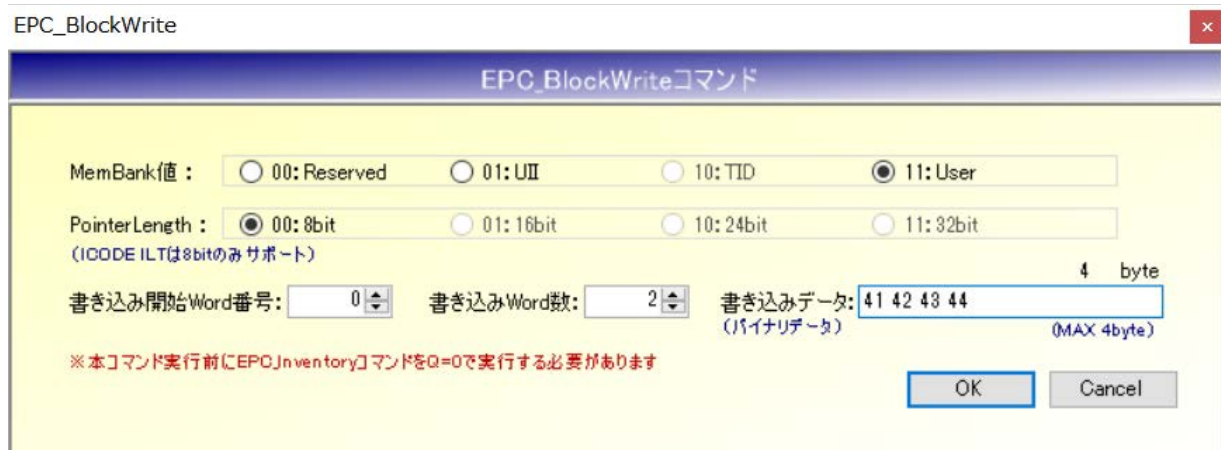 EPC_BlockWrite
EPC_BlockWriteコマンド
MemBank値： 00:Reserved 01:UII 10:TID 11:User
PointerLength： 00:8bit 01:16bit 10:24bit 11:32bit
(ICODE ILTは8bitのみサポート)
4 byte
書き込み開始Word番号: 0 書き込みWord数: 2 書き込みデータ: 41 42 43 44
(バイナリデータ) (MAX 4byte)
※本コマンド実行前にEPC_InventoryコマンドをQ=0で実行する必要があります
OK Cancel